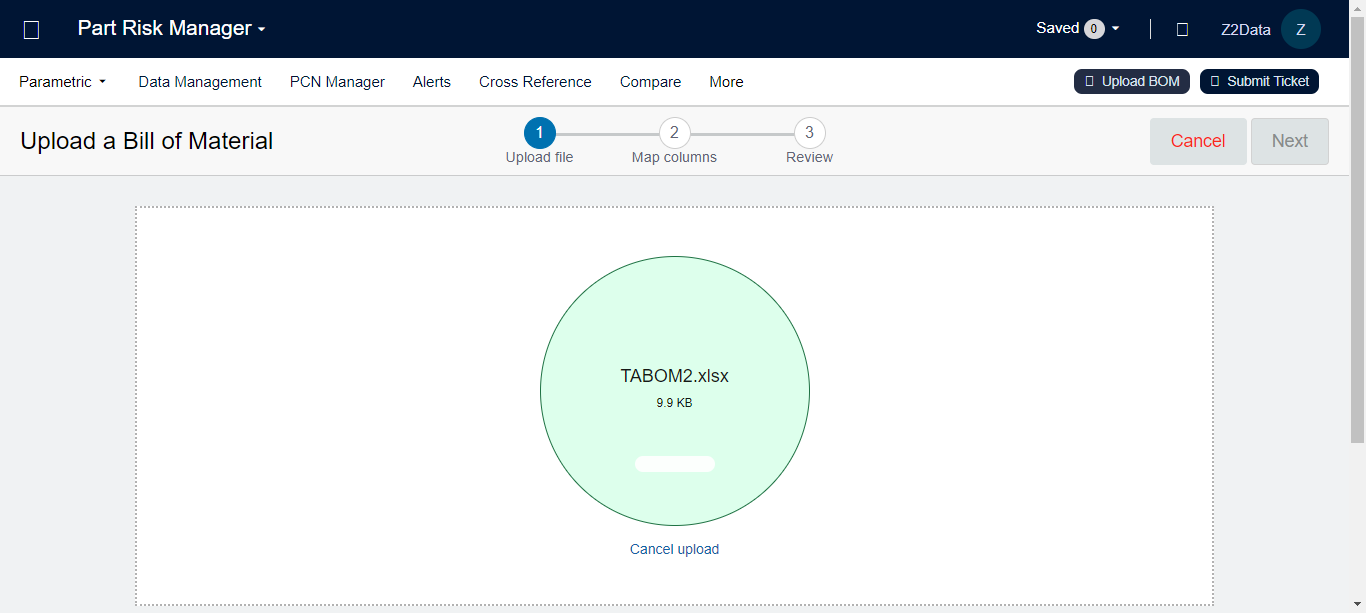 Part Risk Manager
Saved 0
Z2Data
Z
Parametric
Data Management
PCN Manager
Alerts
Cross Reference
Compare
More
Upload BOM
Submit Ticket
Upload a Bill of Material
1
Upload file
2
Map columns
3
Review
Cancel
Next
TABOM2.xlsx
9.9 KB
Cancel upload